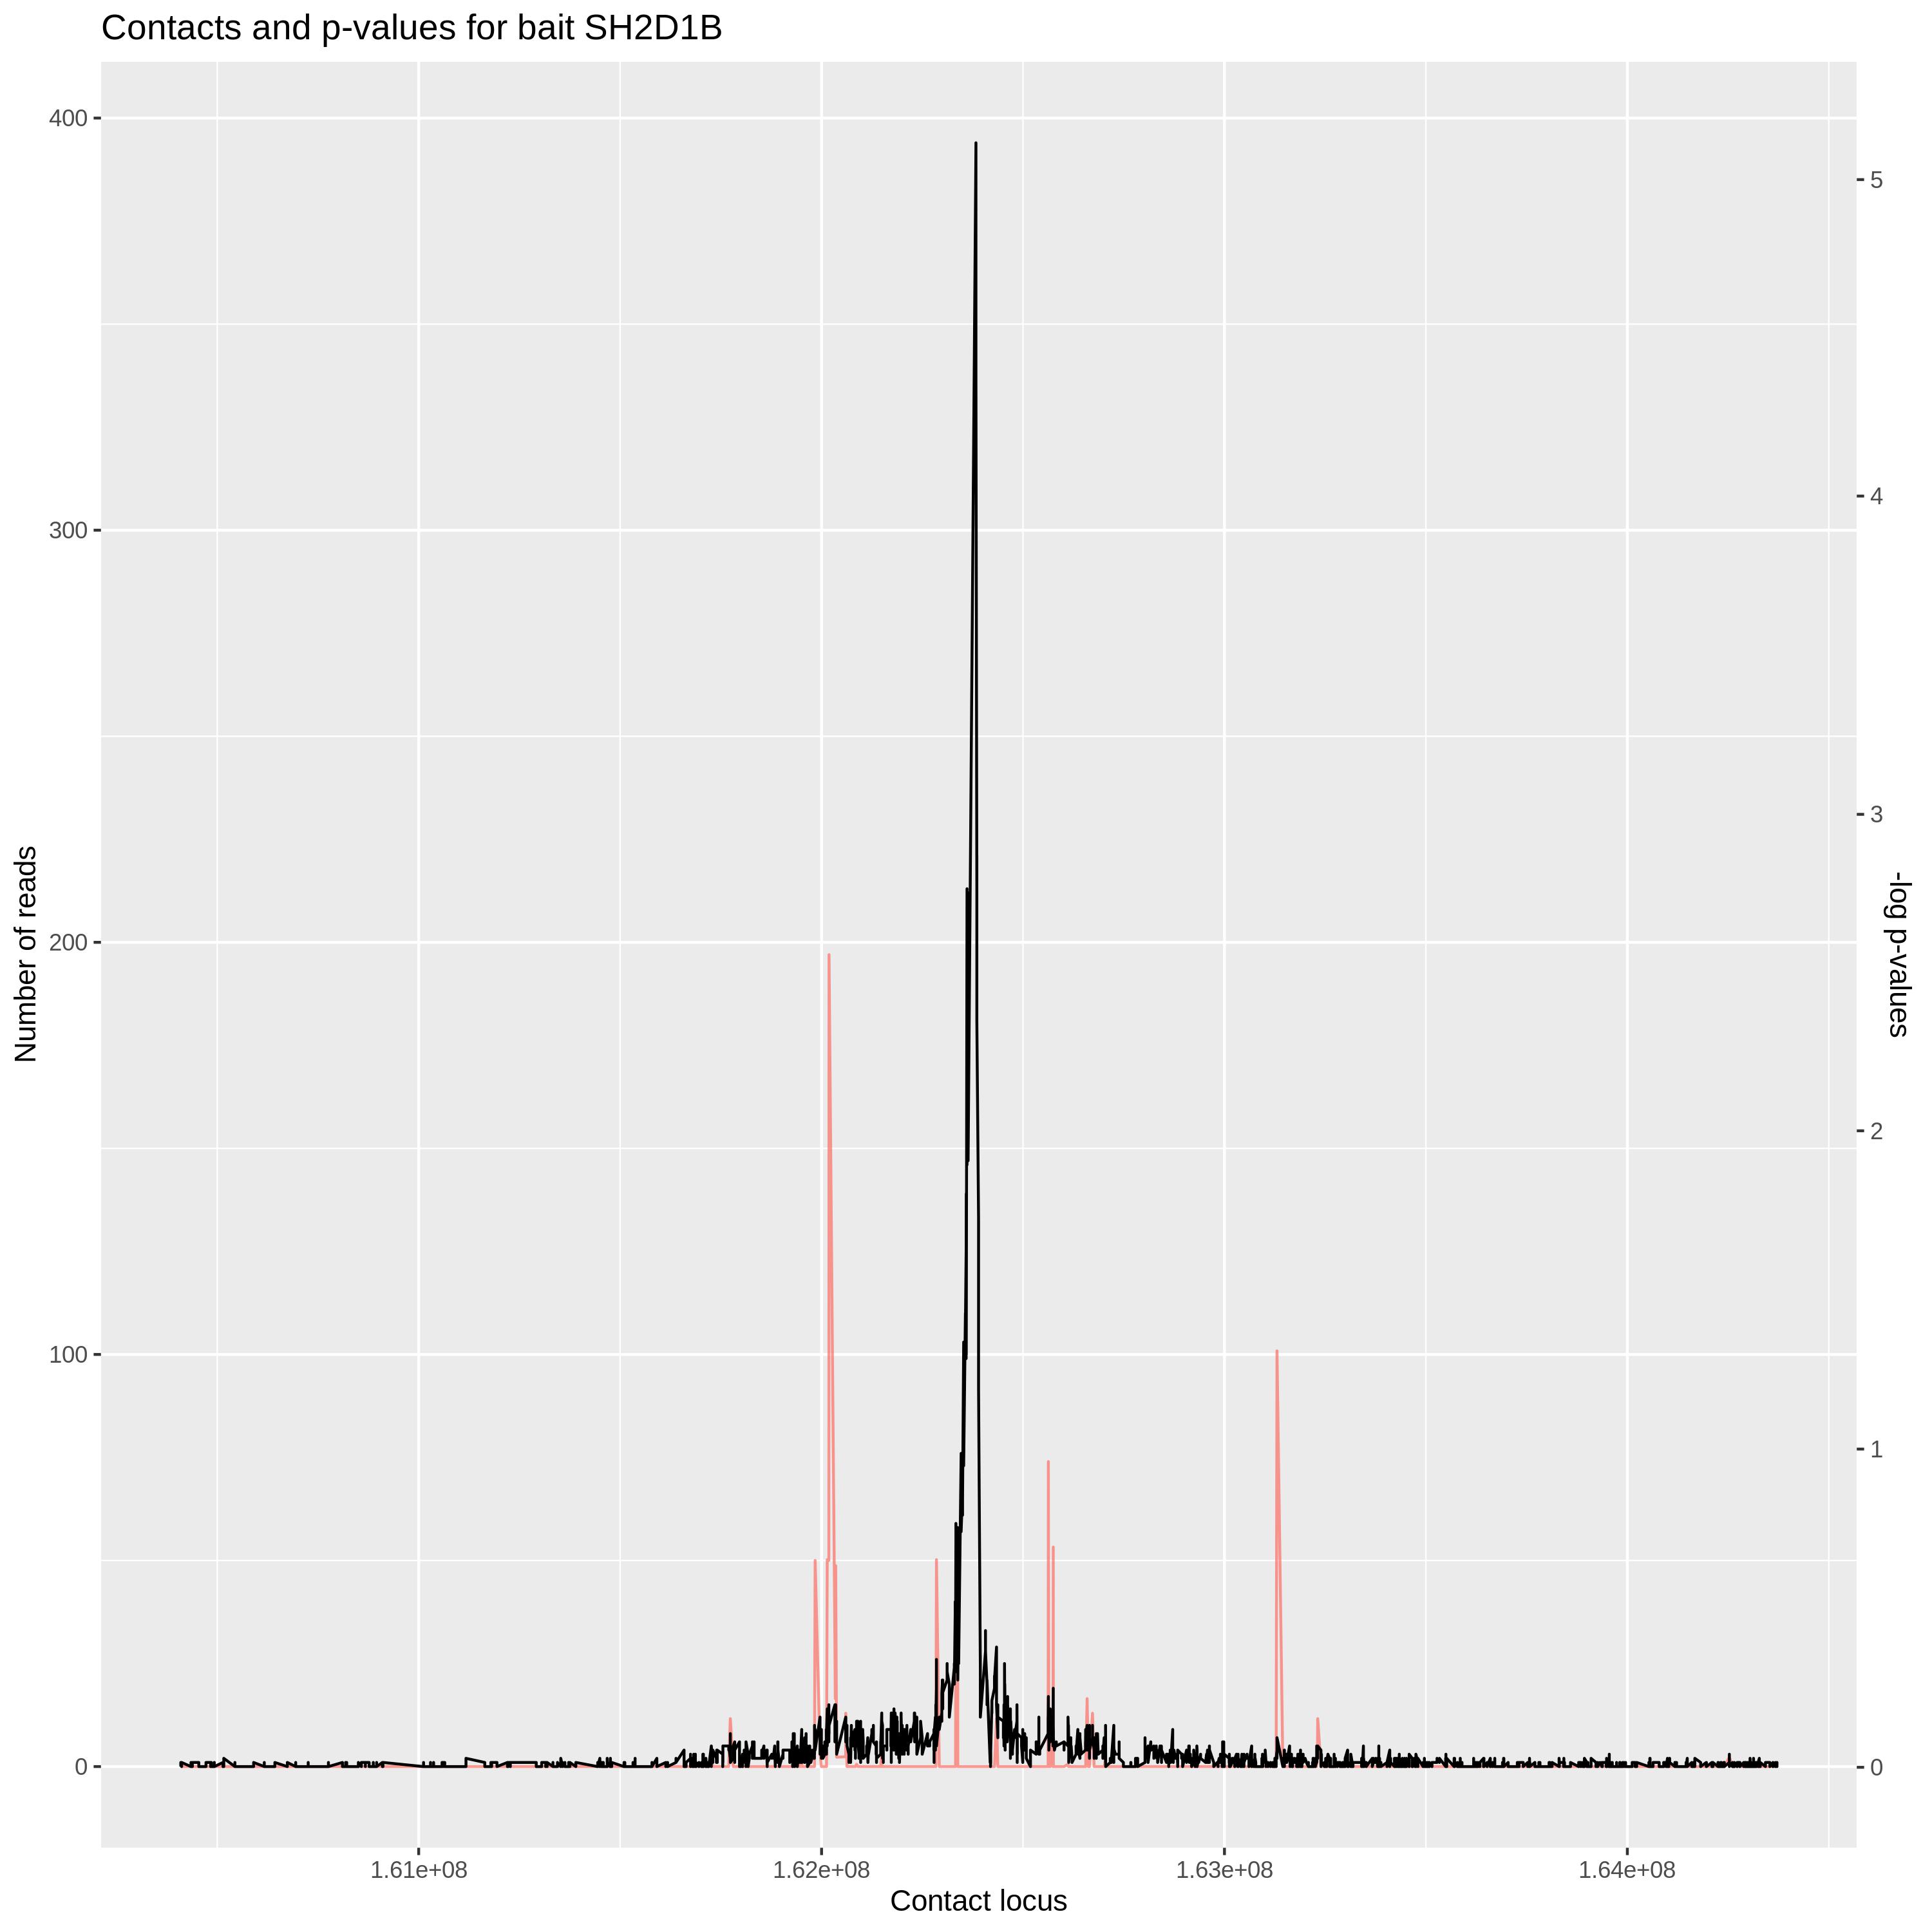 Contacts and p-values for bait SH2D1B
400
300
200
100
0
5
4
3
2
1
0
Number of reads
-log p-values
1.61e+08
1.62e+08
1.63e+08
1.64e+08
Contact locus